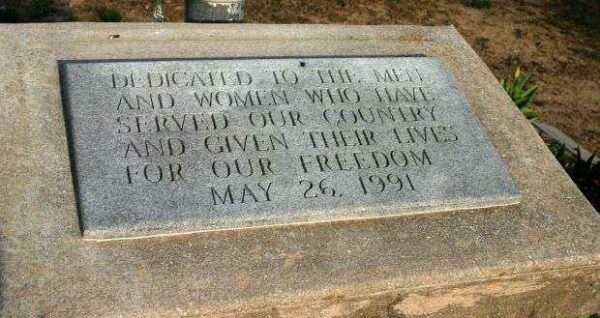 DEDICATED TO THE MEN
AND WOMEN WHO HAVE
SERVED OUR COUNTRY
AND GIVEN THEIR LIVES
FOR OUR FREEDOM
MAY 26, 1991